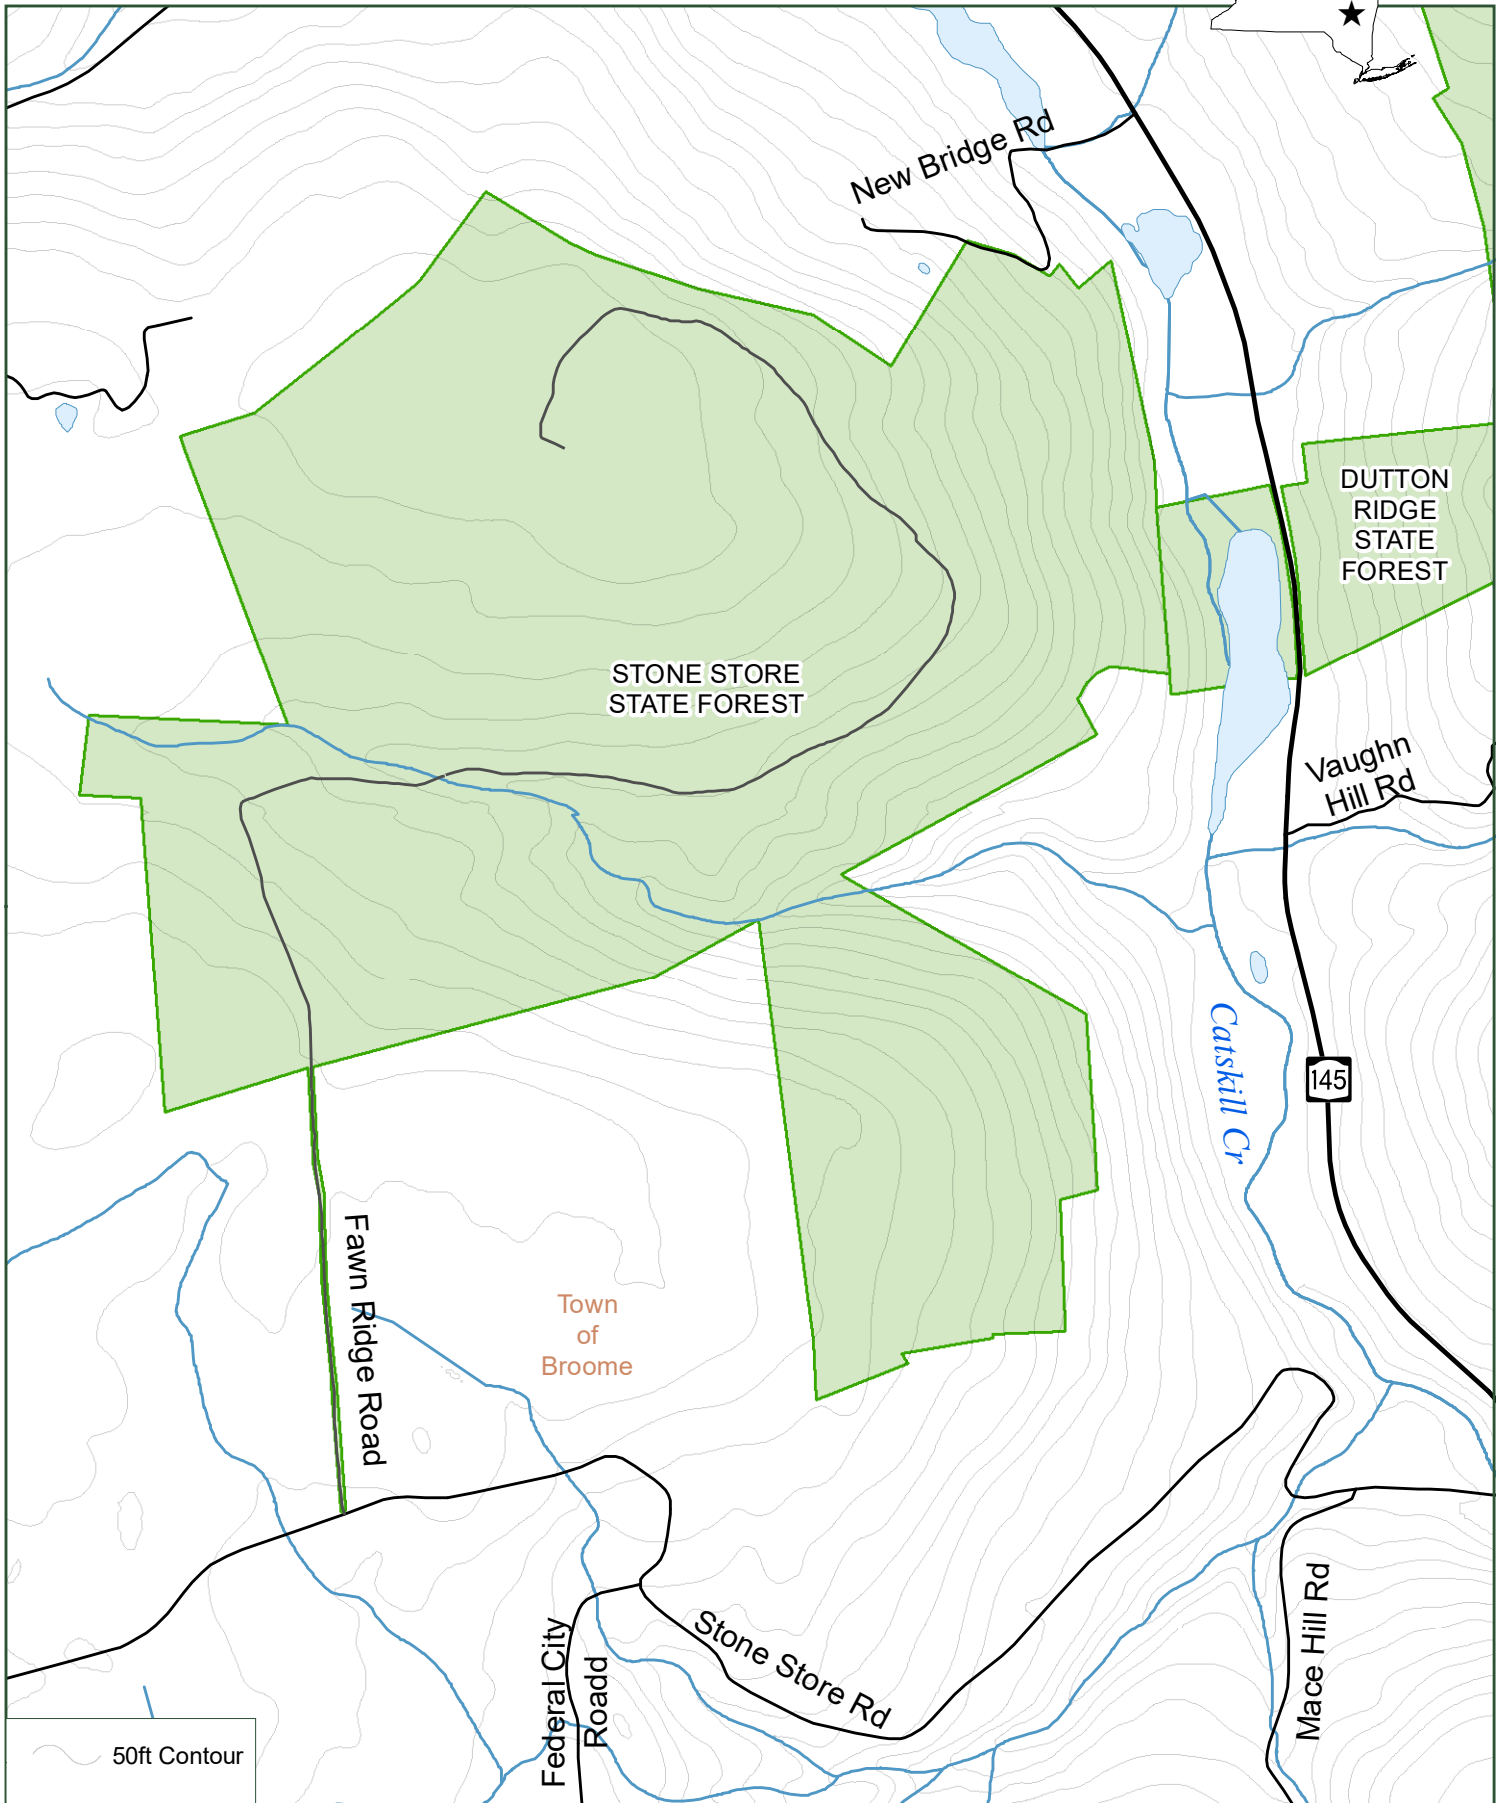 New Bridge Rd
DUTTON
RIDGE
STATE
FOREST
STONE STORE
STATE FOREST
Vaughn
Hill Rd
Catskill Cr
145
Fawn Ridge Road
Town
of
Broome
Federal City
Roadd
Stone Store Rd
Mace Hill Rd
50ft Contour